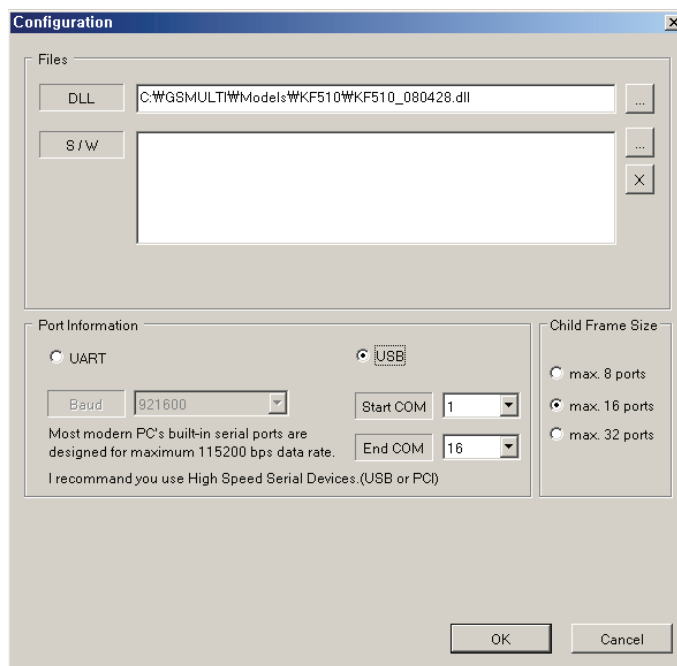 Configuration
Files
DLL
C:₩GSMULTI₩Models₩KF510₩KF510_080428.dll
...
S / W
...
X
Port Information
UART
USB
Baud
921600
Start COM
1
Most modern PC's built-in serial ports are
designed for maximum 115200 bps data rate.
End COM
16
I recommand you use High Speed Serial Devices.(USB or PCI)
Child Frame Size
max. 8 ports
max. 16 ports
max. 32 ports
OK
Cancel